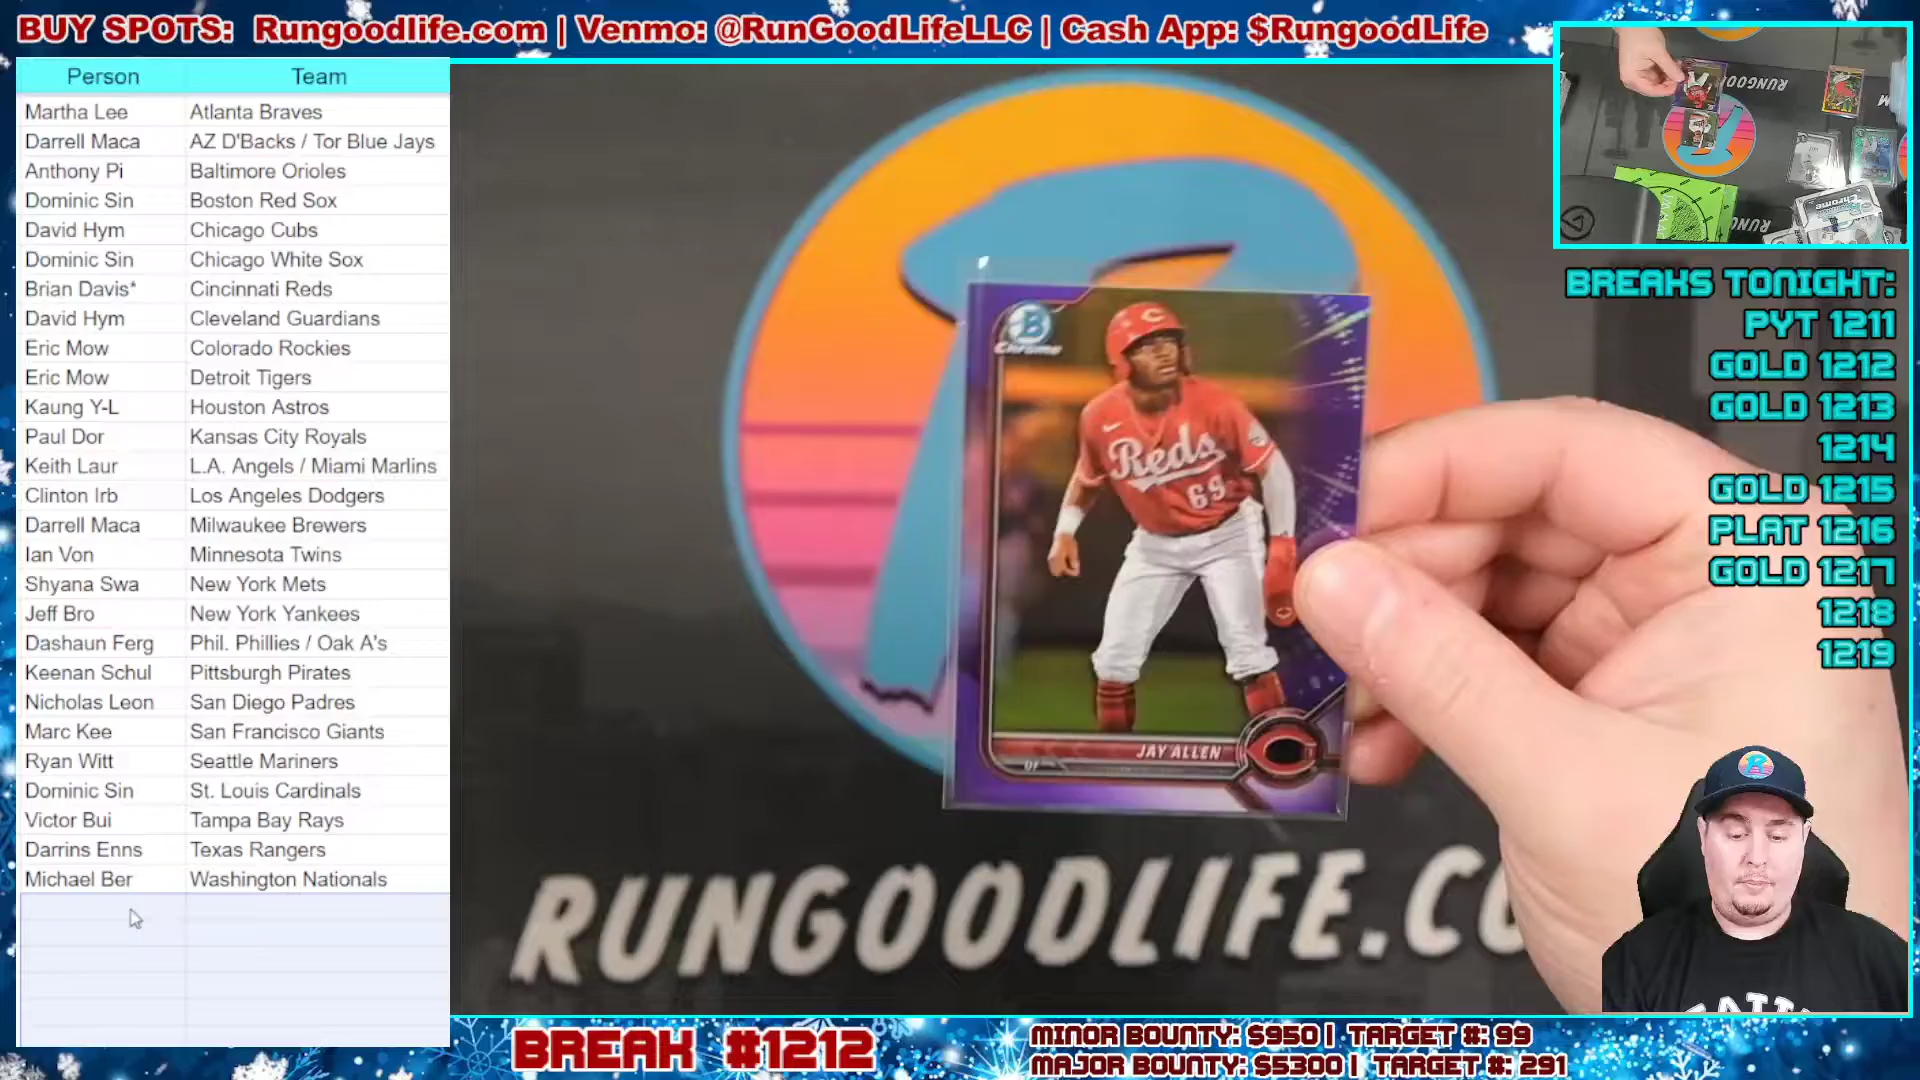 BUY SPOTS: Rungoodlife.com | Venmo: @RunGoodLifeLLC | Cash App: $RungoodLife
Person Team
Martha Lee Atlanta Braves
Darrell Maca AZ D'Backs / Tor Blue Jays
Anthony Pi Baltimore Orioles
Dominic Sin Boston Red Sox
David Hym Chicago Cubs
Dominic Sin Chicago White Sox
Brian Davis* Cincinnati Reds
David Hym Cleveland Guardians
Eric Mow Colorado Rockies
Eric Mow Detroit Tigers
Kaung Y-L Houston Astros
Paul Dor Kansas City Royals
Keith Laur L.A. Angels / Miami Marlins
Clinton Irb Los Angeles Dodgers
Darrell Maca Milwaukee Brewers
Ian Von Minnesota Twins
Shyana Swa New York Mets
Jeff Bro New York Yankees
Dashaun Ferg Phil. Phillies / Oak A's
Keenan Schul Pittsburgh Pirates
Nicholas Leon San Diego Padres
Marc Kee San Francisco Giants
Ryan Witt Seattle Mariners
Dominic Sin St. Louis Cardinals
Victor Bui Tampa Bay Rays
Darrins Enns Texas Rangers
Michael Ber Washington Nationals
B
Chrome
C
Reds
69
JAY ALLEN
OF
RUNGOODLIFE.CO
RUNGOOD
Chrome
BREAKS TONIGHT:
PYT 1211
GOLD 1212
GOLD 1213
1214
GOLD 1215
PLAT 1216
GOLD 1217
1218
1219
BREAK #1212
MINOR BOUNTY: $950 | TARGET #: 99
MAJOR BOUNTY: $5300 | TARGET #: 291